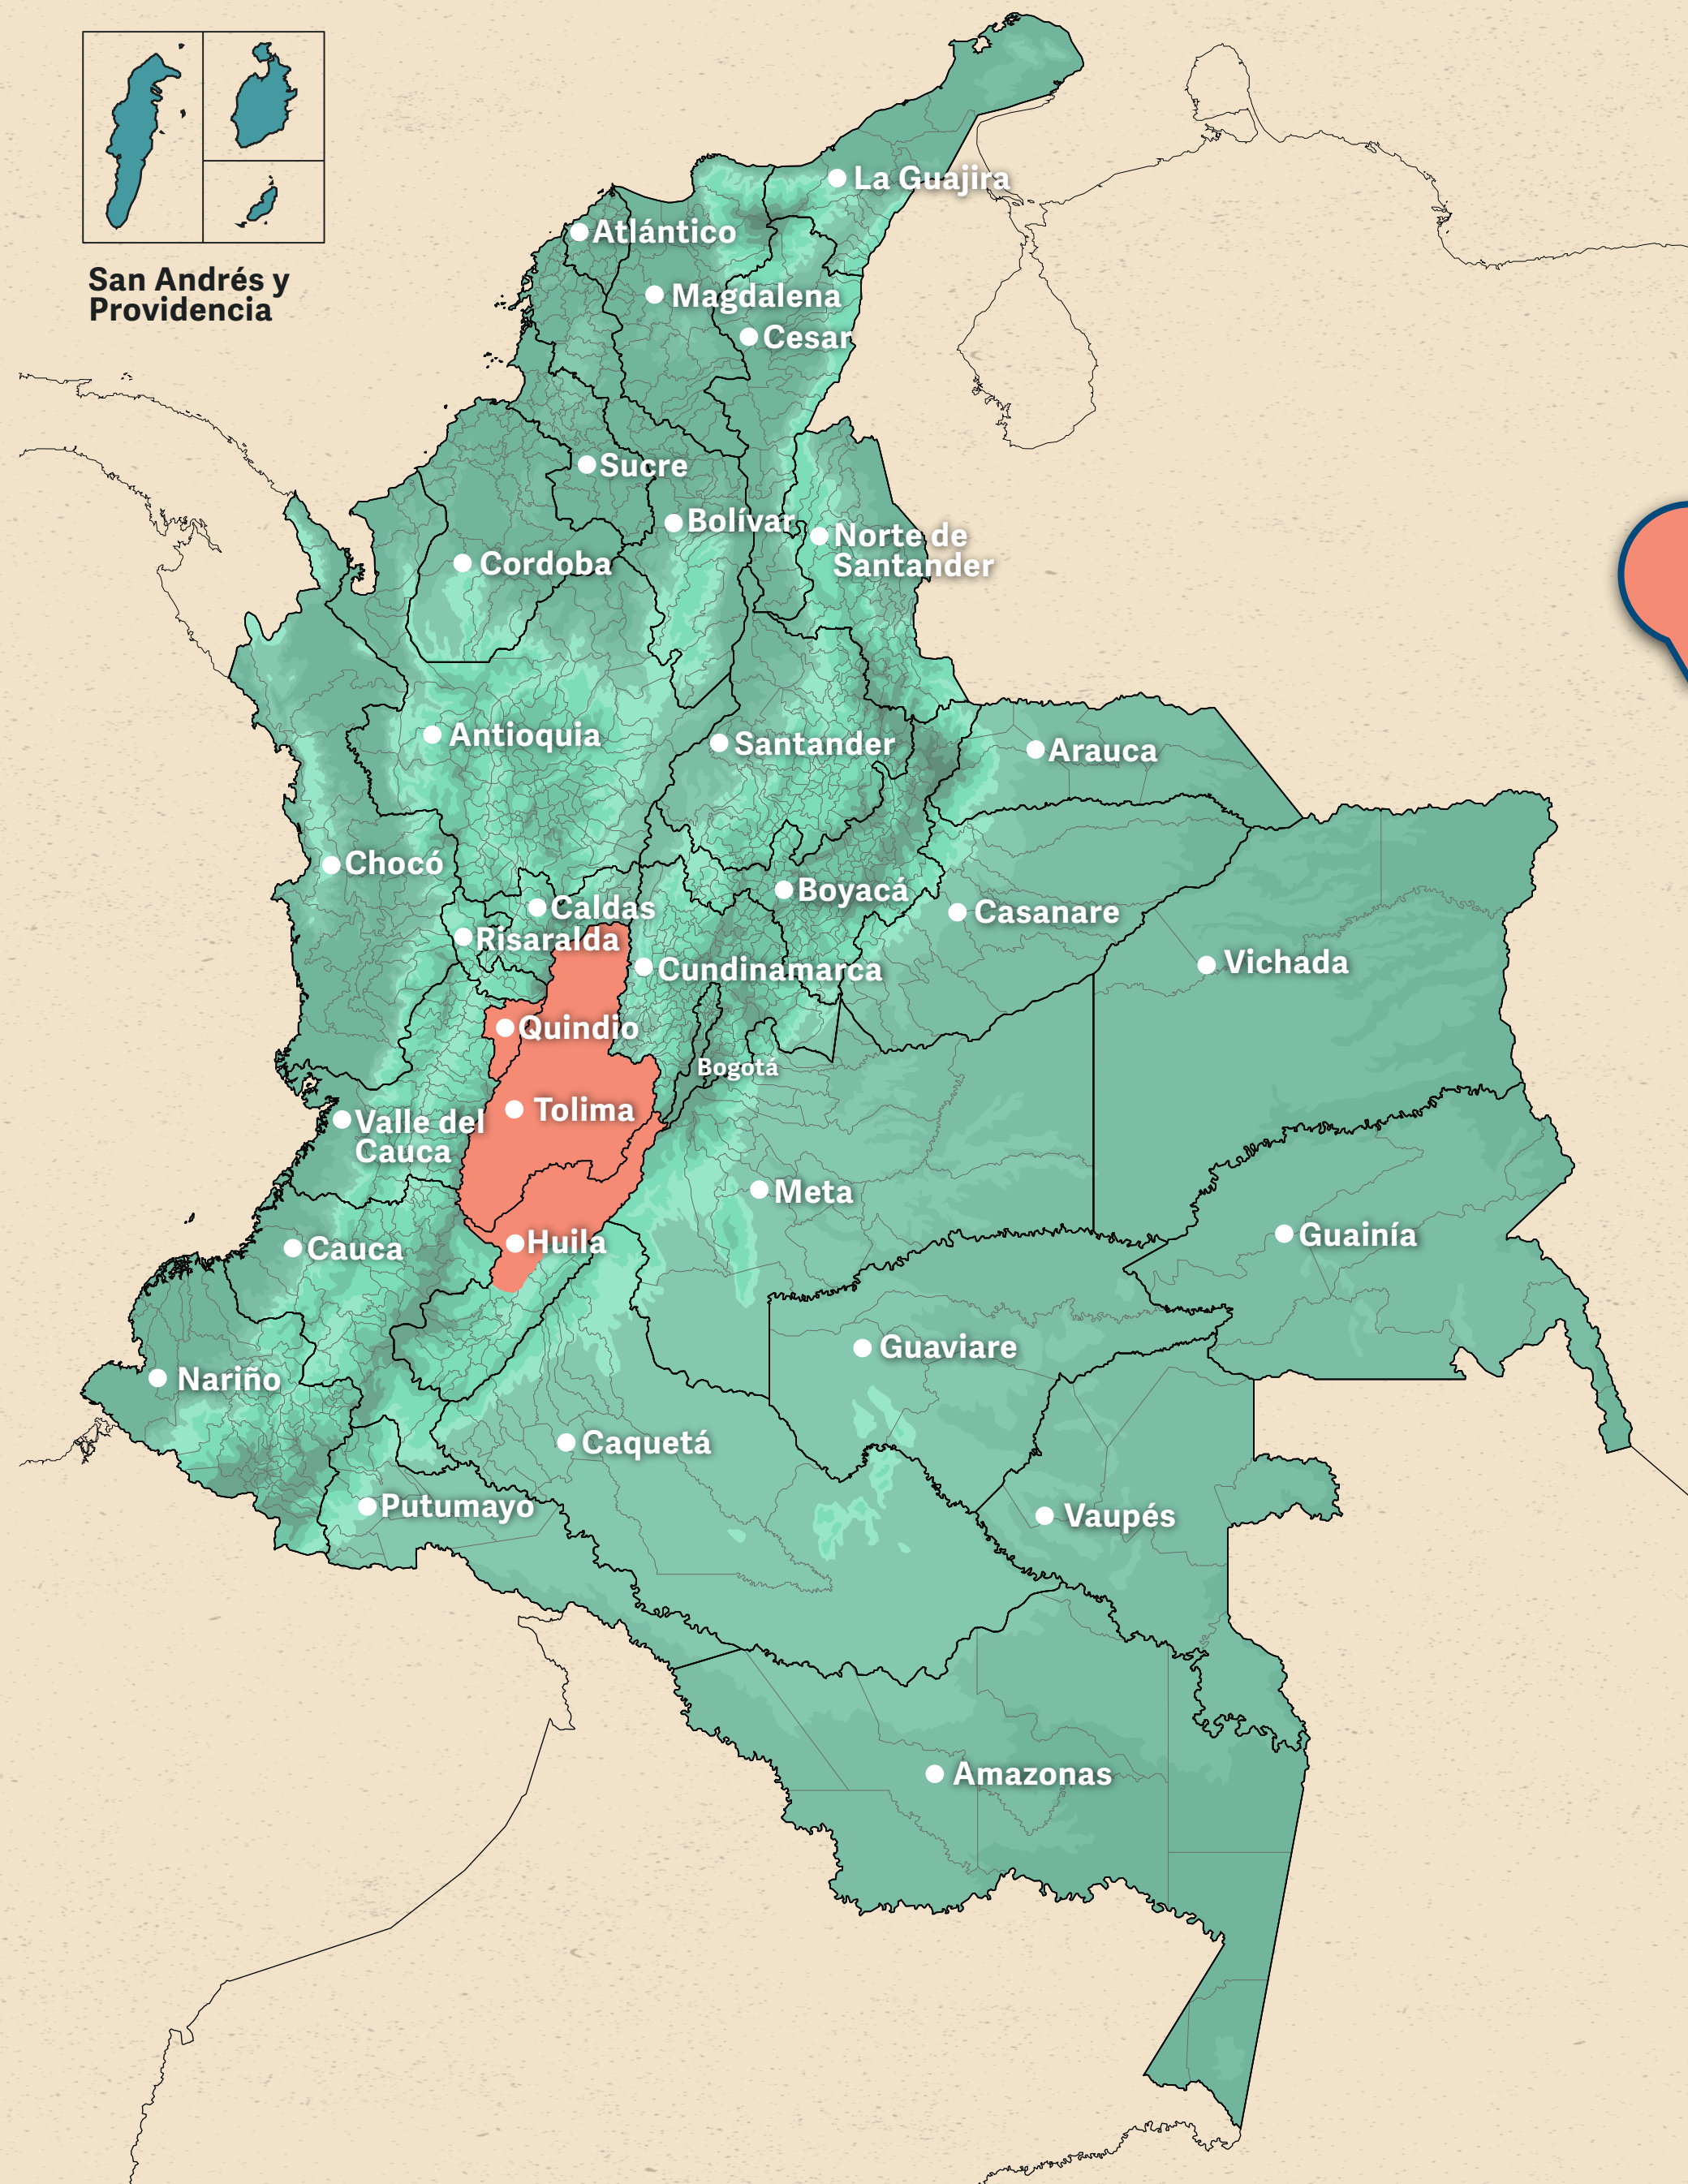 La Guajira
Atlántico
San Andrés y
Providencia
Magdalena
Cesar
Sucre
Bolívar
Norte de
Santander
Cordoba
Antioquia
Santander
Arauca
Chocó
Boyacá
Caldas
Casanare
Risaralda
Cundinamarca
Vichada
Quindio
Bogotá
Tolima
Valle del
Cauca
Meta
Guainía
Huila
Cauca
Guaviare
Nariño
Caquetá
Putumayo
Vaupés
Amazonas